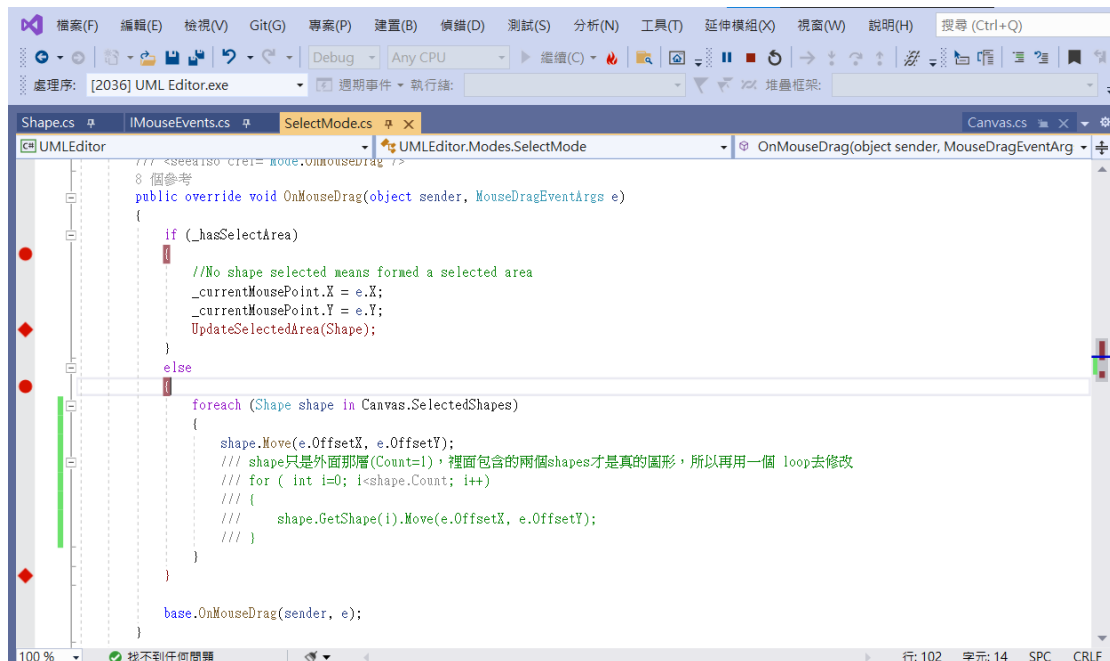 檔案(F) 編輯(E) 檢視(V) Git(G) 專案(P) 建置(B) 偵錯(D) 測試(S) 分析(N) 工具(T) 延伸模組(X) 視窗(W) 說明(H) 搜尋 (Ctrl+Q)
Debug Any CPU 繼續(C)
處理序: [2036] UML Editor.exe 週期事件 執行緒: 堆疊框架:
Shape.cs IMouseEvents.cs SelectMode.cs Canvas.cs
C# UMLEditor UMLEditor.Modes.SelectMode OnMouseDrag(object sender, MouseDragEventArg
/// <seealso cref="Mode.OnMouseDrag"/>
8 個參考
public override void OnMouseDrag(object sender, MouseDragEventArgs e)
{
if (_hasSelectArea)
{
//No shape selected means formed a selected area
_currentMousePoint.X = e.X;
_currentMousePoint.Y = e.Y;
UpdateSelectedArea(Shape);
}
else
{
foreach (Shape shape in Canvas.SelectedShapes)
{
shape.Move(e.OffsetX, e.OffsetY);
/// shape只是外面那層(Count=1)，裡面包含的兩個shapes才是真的圖形，所以再用一個 loop去修改
/// for ( int i=0; i<shape.Count; i++)
/// {
///     shape.GetShape(i).Move(e.OffsetX, e.OffsetY);
/// }
}
}
base.OnMouseDrag(sender, e);
}
100 % 找不到任何問題 行: 102 字元: 14 SPC CRLF